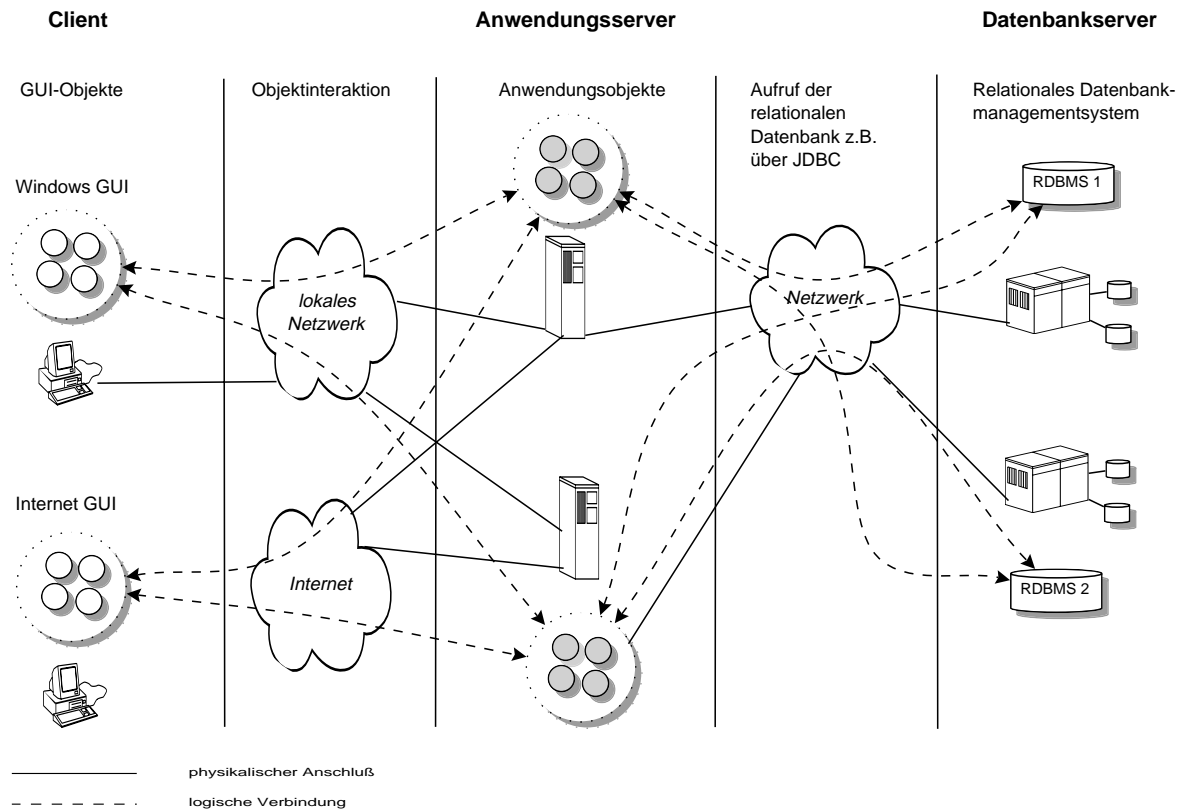 Client
Anwendungsserver
Datenbankserver
GUI-Objekte
Objektinteraktion
Anwendungsobjekte
Aufruf der
relationalen
Datenbank z.B.
über JDBC
Relationales Datenbank-
managementsystem
Windows GUI
RDBMS 1
lokales
Netzwerk
Netzwerk
Internet GUI
Internet
RDBMS 2
physikalischer Anschluß
logische Verbindung